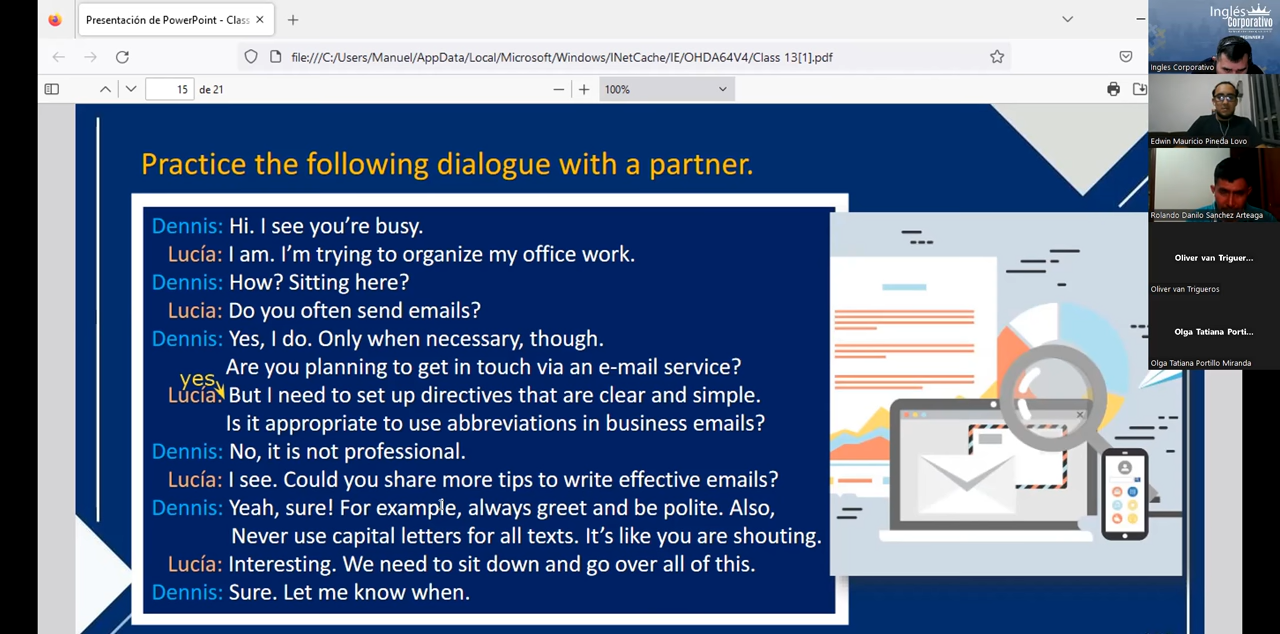 Presentación de PowerPoint - Class
file:///C:/Users/Manuel/AppData/Local/Microsoft/Windows/INetCache/IE/OHDA64V4/Class 13[1].pdf
15 de 21
100%
Inglés
Corporativo
Ingles Corporativo
Edwin Mauricio Pineda Lovo
Rolando Danilo Sanchez Arteaga
Oliver van Triguer...
Oliver van Trigueros
Olga Tatiana Porti...
Olga Tatiana Portillo Miranda
Practice the following dialogue with a partner.
Dennis: Hi. I see you're busy.
Lucía: I am. I'm trying to organize my office work.
Dennis: How? Sitting here?
Lucia: Do you often send emails?
Dennis: Yes, I do. Only when necessary, though.
Are you planning to get in touch via an e-mail service?
yes
Lucía: But I need to set up directives that are clear and simple.
Is it appropriate to use abbreviations in business emails?
Dennis: No, it is not professional.
Lucía: I see. Could you share more tips to write effective emails?
Dennis: Yeah, sure! For example, always greet and be polite. Also,
Never use capital letters for all texts. It's like you are shouting.
Lucía: Interesting. We need to sit down and go over all of this.
Dennis: Sure. Let me know when.